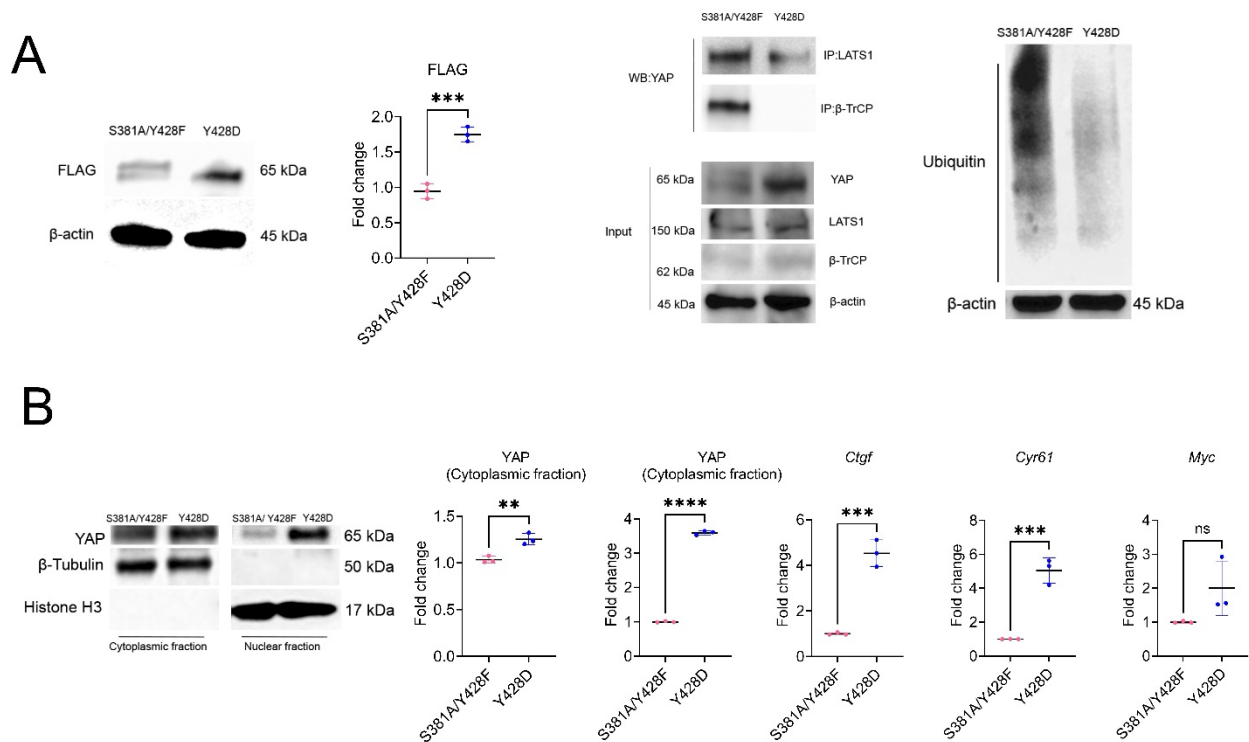 A
S381A/Y428F Y428D
FLAG
65 kDa
β-actin
45 kDa
FLAG
***
Fold change
2.0
1.5
1.0
0.5
0.0
S381A/Y428F
Y428D
S381A/Y428F Y428D
WB:YAP
IP:LATS1
IP:β-TrCP
Input
65 kDa
YAP
150 kDa
LATS1
62 kDa
β-TrCP
45 kDa
β-actin
S381A/Y428F Y428D
Ubiquitin
β-actin
45 kDa
B
S381A/Y428F Y428D
S381A/ Y428F Y428D
YAP
65 kDa
β-Tubulin
50 kDa
Histone H3
17 kDa
Cytoplasmic fraction
Nuclear fraction
YAP
(Cytoplasmic fraction)
**
Fold change
1.5
1.0
0.5
0.0
S381A/Y428F
Y428D
YAP
(Cytoplasmic fraction)
****
Fold change
4
3
2
1
0
S381A/Y428F
Y428D
Ctgf
***
Fold change
6
4
2
0
S381A/Y428F
Y428D
Cyr61
***
Fold change
8
6
4
2
0
S381A/Y428F
Y428D
Myc
ns
Fold change
4
3
2
1
0
S381A/Y428F
Y428D